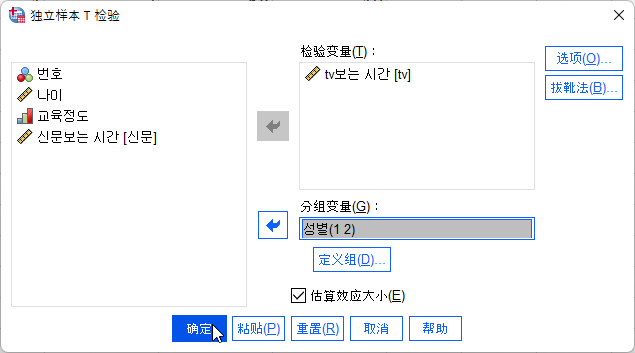 独立样本 T 检验
번호
나이
교육정도
신문보는 시간 [신문]
检验变量(T)：
tv보는 시간 [tv]
选项(O)...
拔靴法(B)...
分组变量(G)：
성별(1 2)
定义组(D)...
估算效应大小(E)
确定 粘贴(P) 重置(R) 取消 帮助